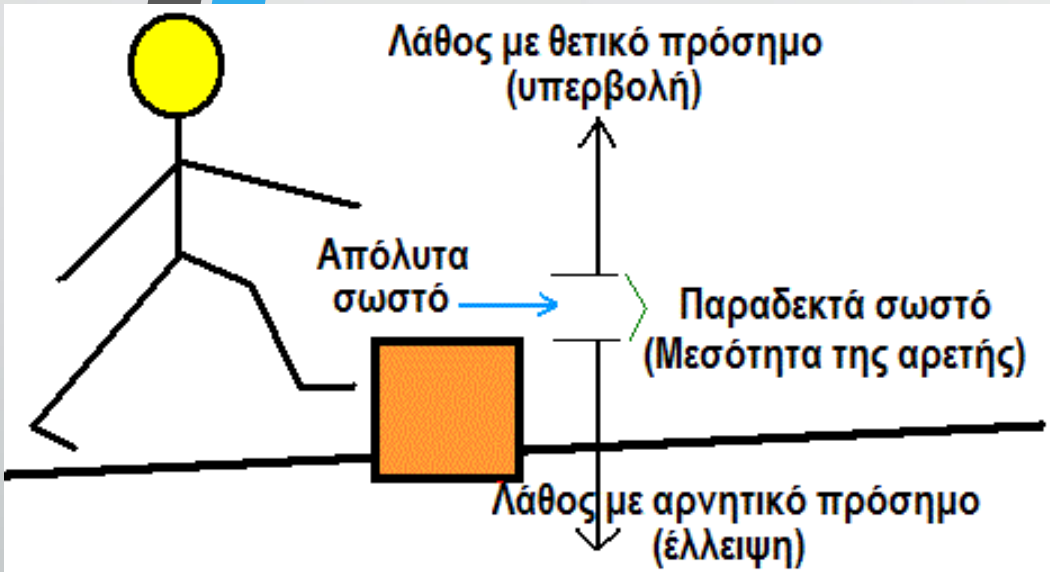 Λάθος με θετικό πρόσημο
(υπερβολή)
Απόλυτα
σωστό
Παραδεκτά σωστό
(Μεσότητα της αρετής)
Λάθος με αρνητικό πρόσημο
(έλλειψη)